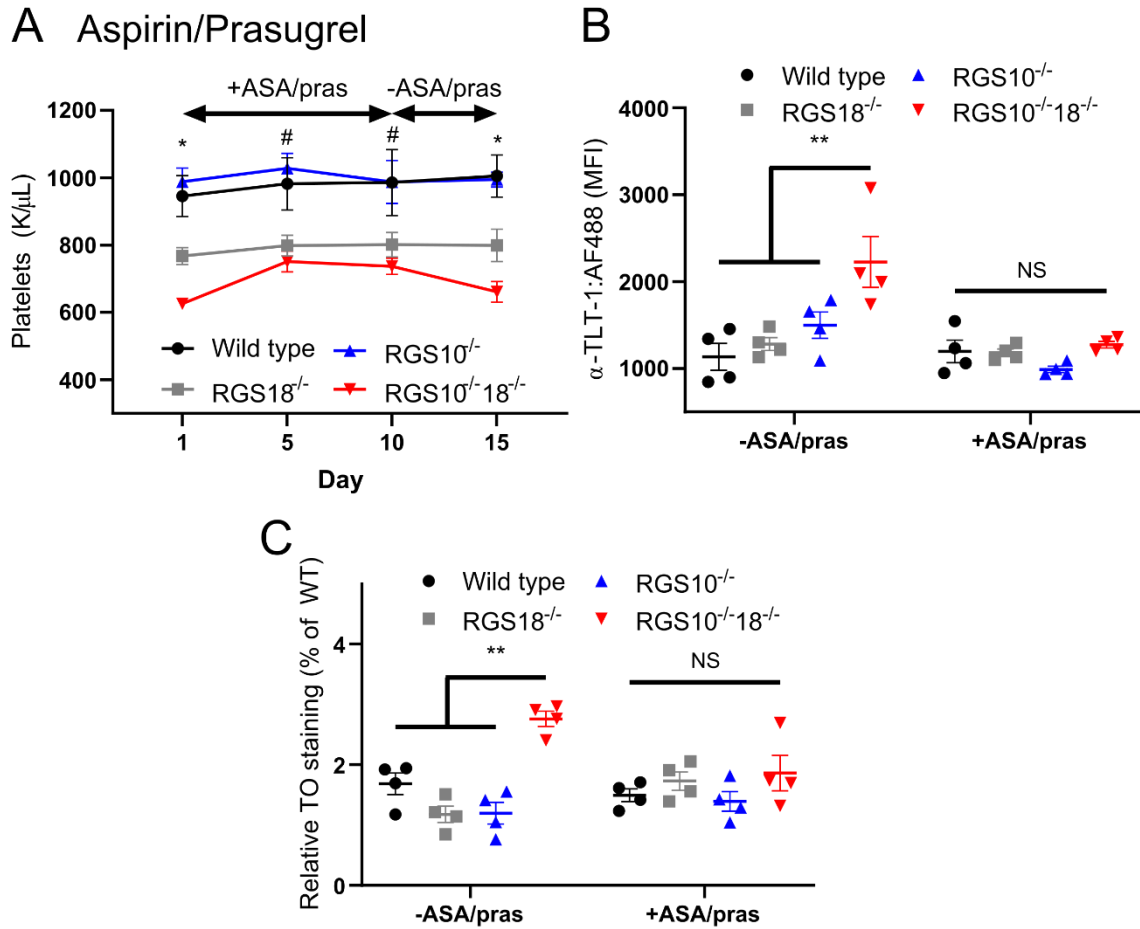 A Aspirin/Prasugrel
+ASA/pras -ASA/pras
* # # *
Platelets (K/μL)
1200
1000
800
600
400
Wild type RGS10-/-
RGS18-/- RGS10-/-18-/-
1 5 10 15
Day
B
Wild type RGS10-/-
RGS18-/- RGS10-/-18-/-
α-TLT-1:AF488 (MFI)
4000
3000
2000
1000
**
NS
-ASA/pras +ASA/pras
C
Wild type RGS10-/-
RGS18-/- RGS10-/-18-/-
Relative TO staining (% of WT)
4
2
0
**
NS
-ASA/pras +ASA/pras